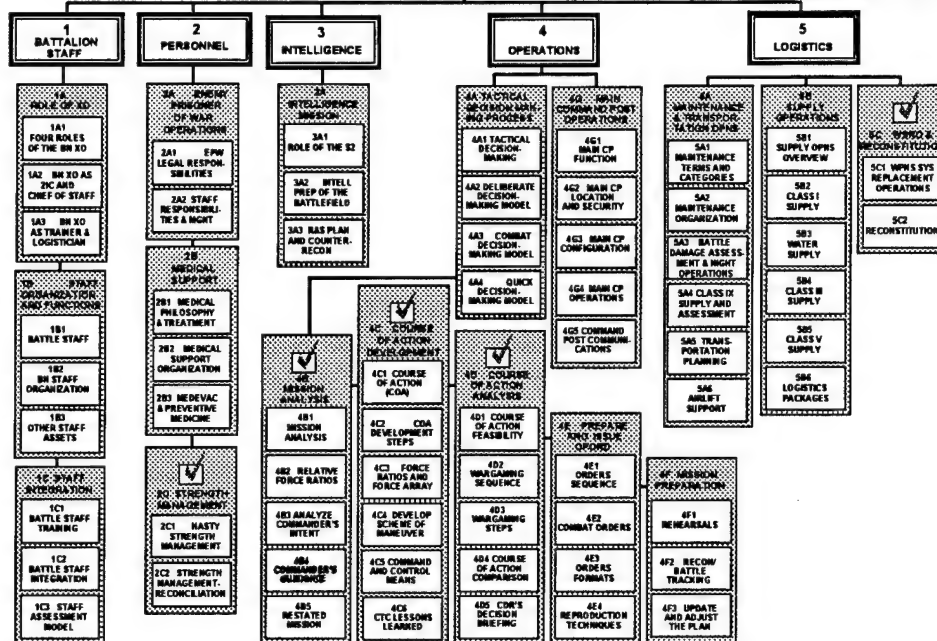 1
BATTALION
STAFF
2
PERSONNEL
3
INTELLIGENCE
4
OPERATIONS
5
LOGISTICS
1A
ROLE OF XO
1A1
FOUR ROLES
OF THE BN XO
1A2 BN XO AS
2IC AND
CHIEF OF STAFF
1A3 BN XO
AS TRAINER &
LOGISTICIAN
1B STAFF
ORGANIZATION
AND FUNCTIONS
1B1
BATTLE STAFF
1B2
BN STAFF
ORGANIZATION
1B3
OTHER STAFF
ASSETS
1C STAFF
INTEGRATION
1C1
BATTLE STAFF
TRAINING
1C2
BATTLE STAFF
INTEGRATION
1C3 STAFF
ASSESSMENT
MODEL
2A ENEMY
PRISONER
OF WAR
OPERATIONS
2A1 EPW
LEGAL RESPON-
SIBILITIES
2A2 STAFF
RESPONSIBILI-
TIES & MGNT
2B
MEDICAL
SUPPORT
2B1 MEDICAL
PHILOSOPHY
& TREATMENT
2B2 MEDICAL
SUPPORT
ORGANIZATION
2B3 MEDEVAC
& PREVENTIVE
MEDICINE
2C STRENGTH
MANAGEMENT
2C1 HASTY
STRENGTH
MANAGEMENT
2C2 STRENGTH
MANAGEMENT-
RECONCILIATION
3A
INTELLIGENCE
MISSION
3A1
ROLE OF THE S2
3A2 INTELL
PREP OF THE
BATTLEFIELD
3A3 R&S PLAN
AND COUNTER-
RECON
4A TACTICAL
DECISION MAK-
ING PROCESS
4A1 TACTICAL
DECISION-
MAKING
4A2 DELIBERATE
DECISION-
MAKING MODEL
4A3 COMBAT
DECISION-
MAKING MODEL
4A4 QUICK
DECISION-
MAKING MODEL
4G MAIN
COMMAND POST
OPERATIONS
4G1
MAIN CP
FUNCTION
4G2 MAIN CP
LOCATION
AND SECURITY
4G3 MAIN CP
CONFIGURATION
4G4 MAIN CP
OPERATIONS
4G5 COMMAND
POST COMMUNI-
CATIONS
4B
MISSION
ANALYSIS
4B1
MISSION
ANALYSIS
4B2 RELATIVE
FORCE RATIOS
4B3 ANALYZE
COMMANDER'S
INTENT
4B4
COMMANDER'S
GUIDANCE
4B5
RESTATED
MISSION
4C COURSE
OF ACTION
DEVELOPMENT
4C1 COURSE
OF ACTION
(COA)
4C2 COA
DEVELOPMENT
STEPS
4C3 FORCE
RATIOS AND
FORCE ARRAY
4C4 DEVELOP
SCHEME OF
MANEUVER
4C5 COMMAND
AND CONTROL
MEANS
4C6
CTC LESSONS
LEARNED
4D COURSE
OF ACTION
ANALYSIS
4D1 COURSE
OF ACTION
FEASIBILITY
4D2
WARGAMING
SEQUENCE
4D3
WARGAMING
STEPS
4D4 COURSE
OF ACTION
COMPARISON
4D5 CDR'S
DECISION
BRIEFING
4E PREPARE
AND ISSUE
OPORD
4E1
ORDERS
SEQUENCE
4E2
COMBAT ORDERS
4E3
ORDERS
FORMATS
4E4
REPRODUCTION
TECHNIQUES
4F MISSION
PREPARATION
4F1
REHEARSALS
4F2 RECON/
BATTLE
TRACKING
4F3 UPDATE
AND ADJUST
THE PLAN
5A
MAINTENANCE
& TRANSPOR-
TATION OPNS
5A1
MAINTENANCE
TERMS AND
CATEGORIES
5A2
MAINTENANCE
ORGANIZATION
5A3 BATTLE
DAMAGE ASSESS-
MENT & NIGHT
OPERATIONS
5A4 CLASS IX
SUPPLY AND
ASSESSMENT
5A5 TRANS-
PORTATION
PLANNING
5A6
AIRLIFT
SUPPORT
5B
SUPPLY
OPERATIONS
5B1
SUPPLY OPNS
OVERVIEW
5B2
CLASS I
SUPPLY
5B3
WATER
SUPPLY
5B4
CLASS III
SUPPLY
5B5
CLASS V
SUPPLY
5B6
LOGISTICS
PACKAGES
5C WSRO &
RECONSTITUTION
5C1 WPNS SYS
REPLACEMENT
OPERATIONS
5C2
RECONSTITUTION